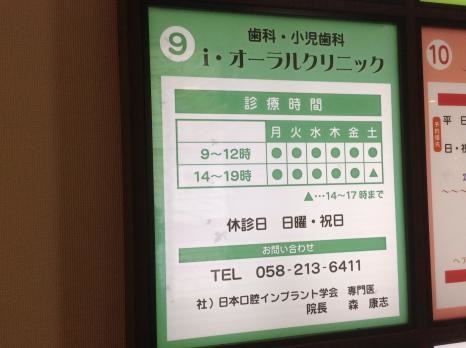 9
歯科・小児歯科
i・オーラルクリニック
診療時間
月 火 水 木 金 土
9〜12時 ● ● ● ● ● ●
14〜19時 ● ● ● ● ● ▲
▲…14〜17時まで
休診日 日曜・祝日
お問い合わせ
TEL 058-213-6411
社）日本口腔インプラント学会 専門医
院長 森 康志
10
平 日
日・祝